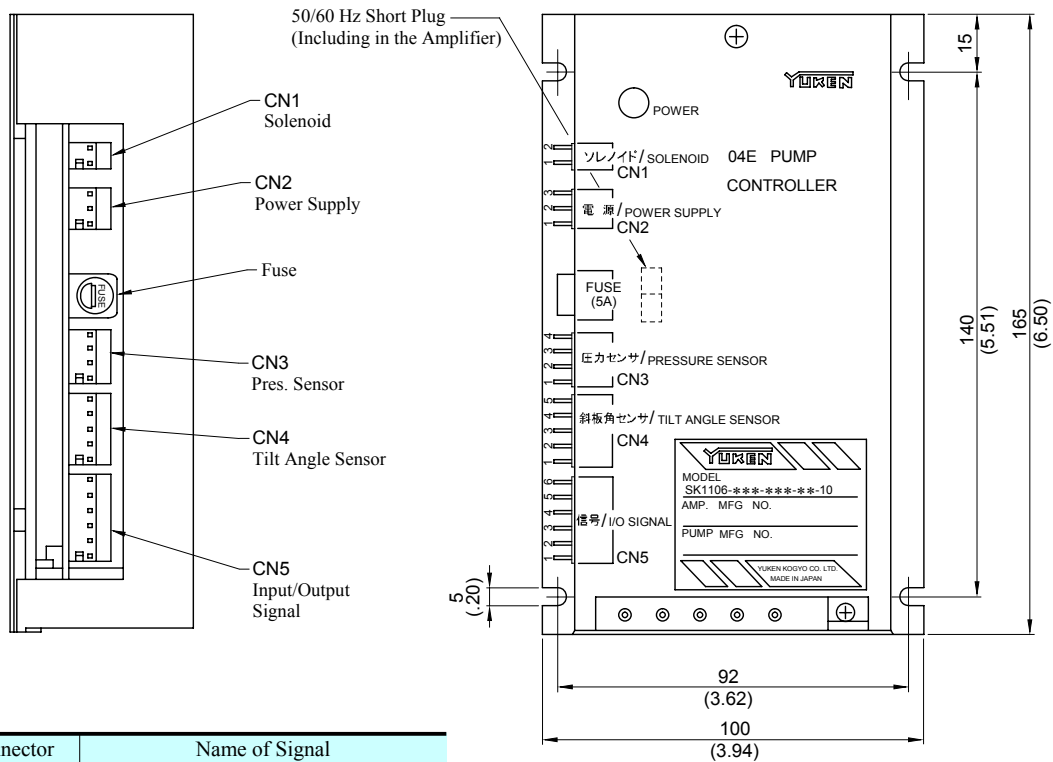 50/60 Hz Short Plug
(Including in the Amplifier)
CN1
Solenoid
CN2
Power Supply
Fuse
FUSE
CN3
Pres. Sensor
CN4
Tilt Angle Sensor
CN5
Input/Output
Signal
YUKEN
POWER
2
1
ソレノイド/SOLENOID
CN1
04E PUMP
CONTROLLER
3
2
1
電 源/POWER SUPPLY
CN2
FUSE
(5A)
4
3
2
1
圧力センサ/PRESSURE SENSOR
CN3
5
4
3
2
1
斜板角センサ/TILT ANGLE SENSOR
CN4
6
5
4
3
2
1
信号/I/O SIGNAL
CN5
YUKEN
MODEL
SK1106-***-***-**-10
AMP. MFG NO.
PUMP MFG NO.
YUKEN KOGYO CO. LTD.
MADE IN JAPAN
15
140
(5.51)
165
(6.50)
5
(.20)
92
(3.62)
100
(3.94)
nector
Name of Signal